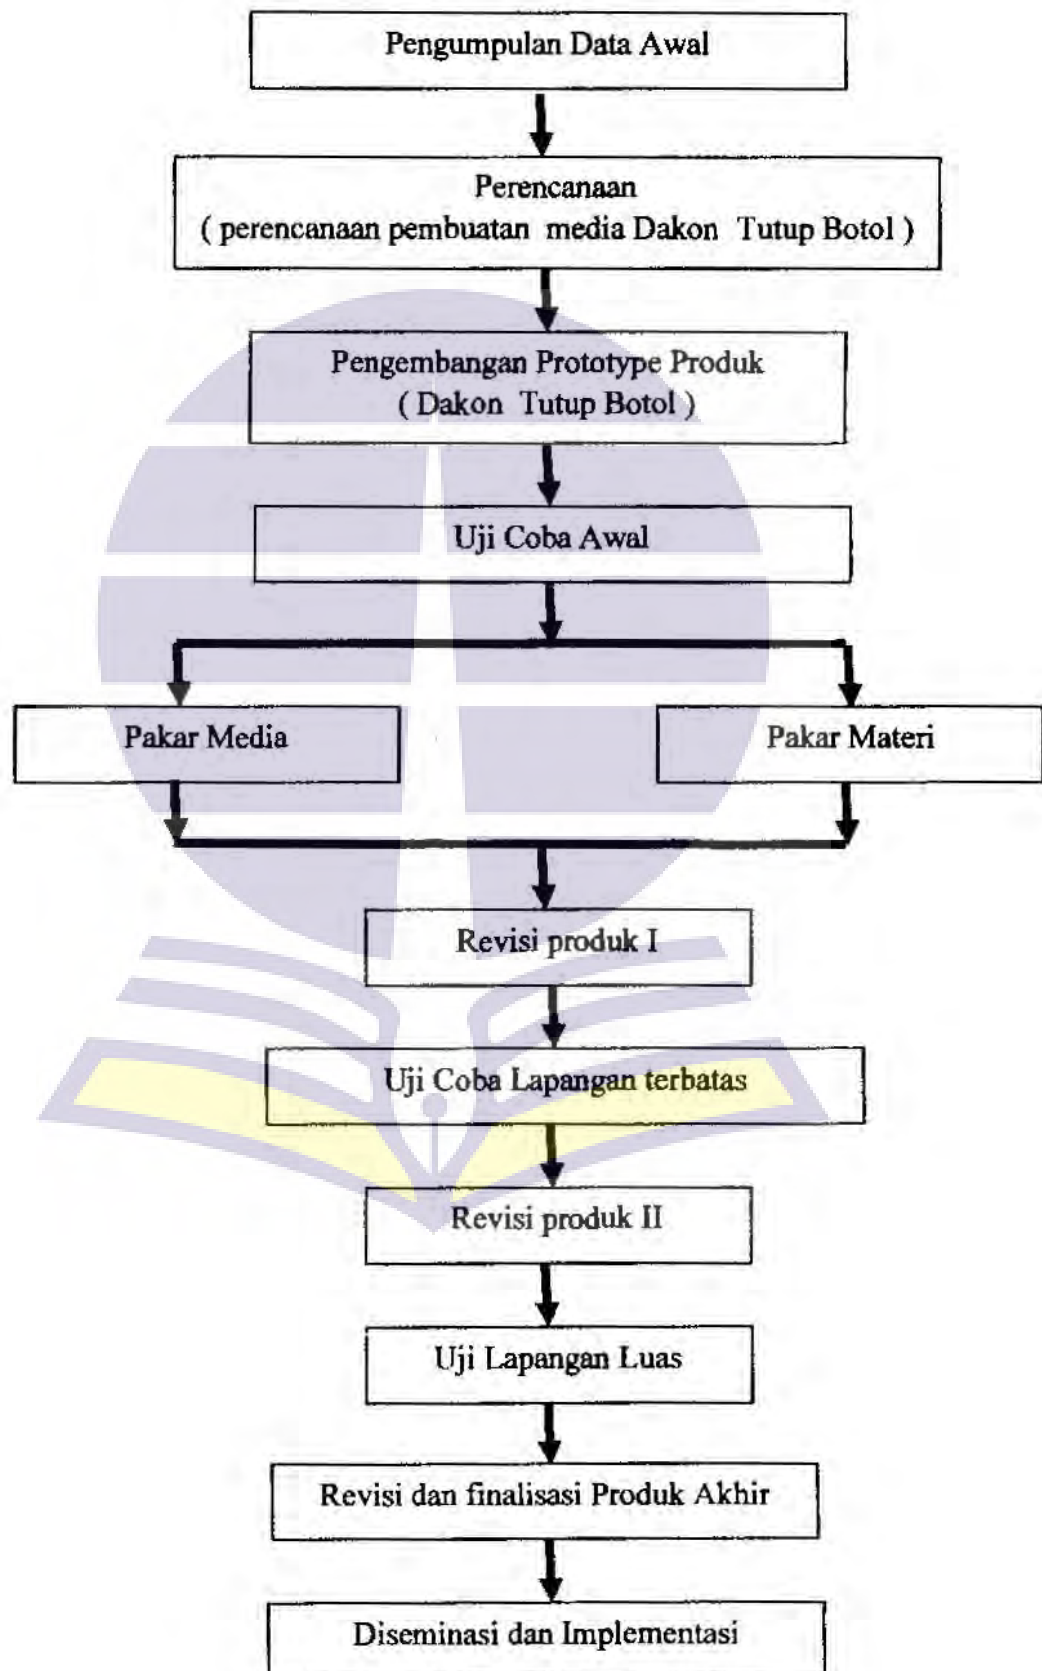 Pengumpulan Data Awal
Perencanaan
( perencanaan pembuatan media Dakon Tutup Botol )
Pengembangan Prototype Produk
( Dakon Tutup Botol )
Uji Coba Awal
Pakar Media
Pakar Materi
Revisi produk I
Uji Coba Lapangan terbatas
Revisi produk II
Uji Lapangan Luas
Revisi dan finalisasi Produk Akhir
Diseminasi dan Implementasi